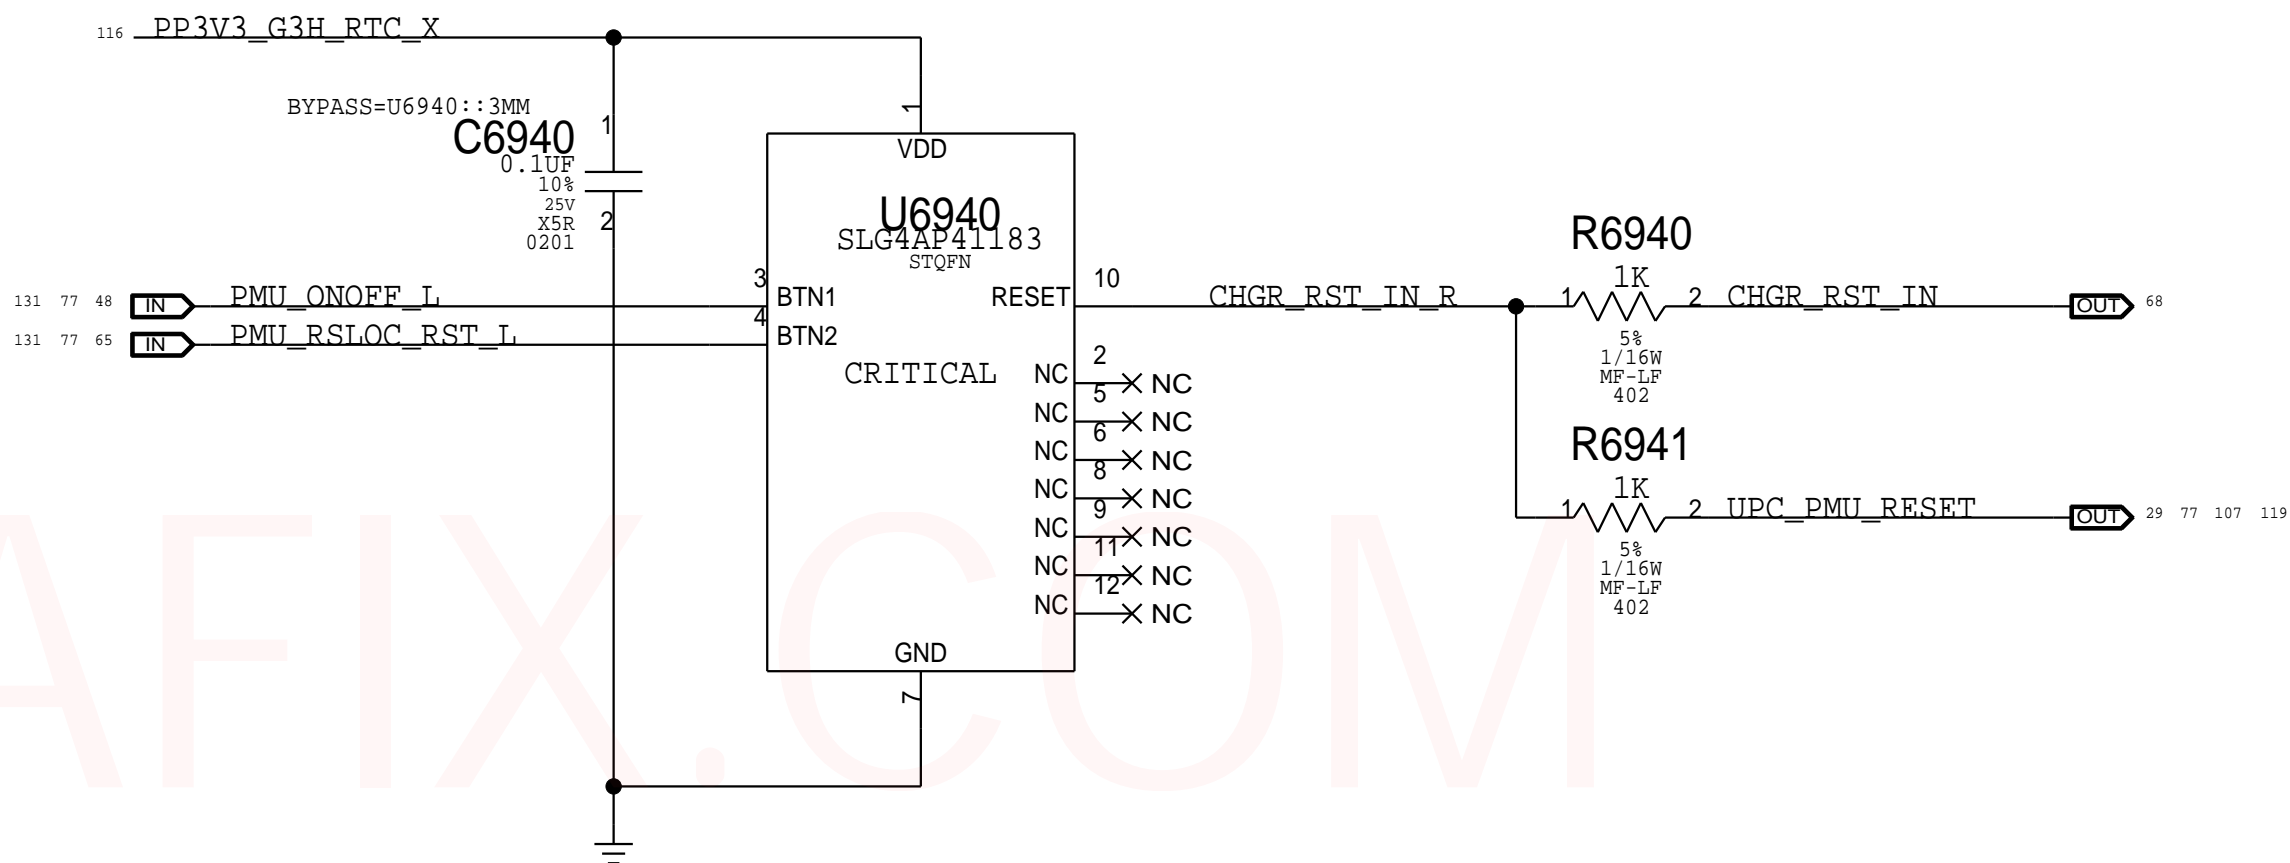 116 PP3V3_G3H_RTC_X
BYPASS=U6940::3MM
C6940
0.1UF
10%
25V
X5R
0201
1
2
1
VDD
U6940
SLG4AP41183
STQFN
CRITICAL
131 77 48 IN PMU_ONOFF_L 3 BTN1
131 77 65 IN PMU_RSLOC_RST_L 4 BTN2
RESET 10 CHGR_RST_IN_R
NC 2 NC
NC 5 NC
NC 6 NC
NC 8 NC
NC 9 NC
NC 11 NC
NC 12 NC
GND
7
R6940
1K
1 2 CHGR_RST_IN OUT 68
5%
1/16W
MF-LF
402
R6941
1K
1 2 UPC_PMU_RESET OUT 29 77 107 119
5%
1/16W
MF-LF
402
AFIX.COM